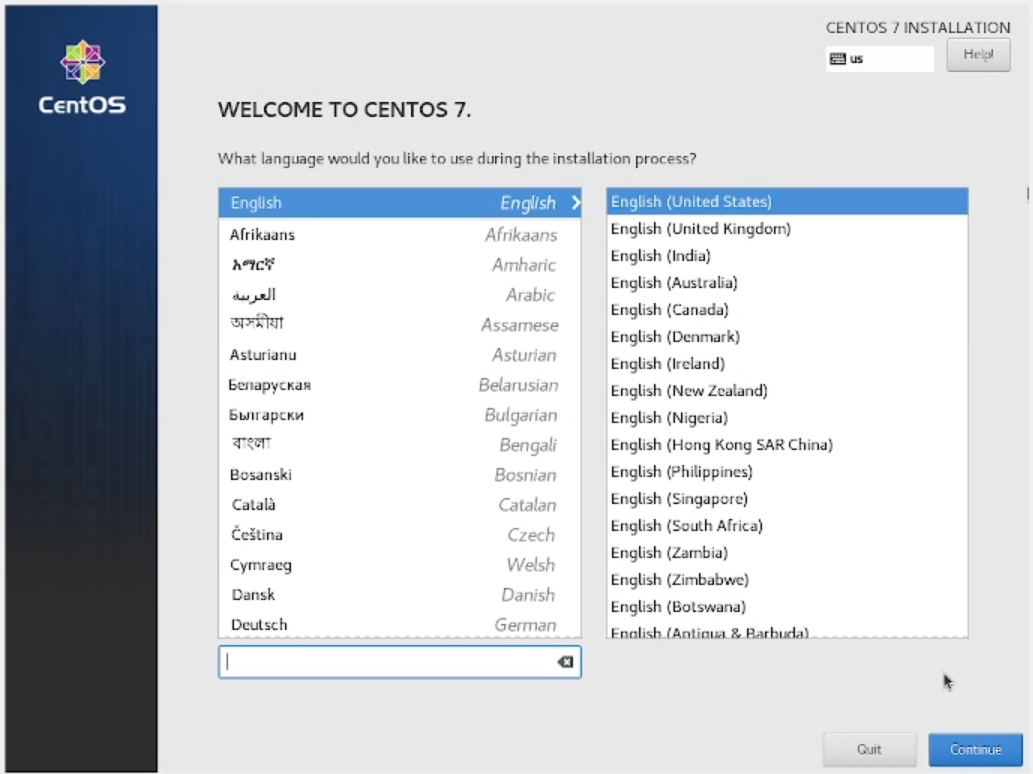 CentOS
CENTOS 7 INSTALLATION
us
Help!
WELCOME TO CENTOS 7.
What language would you like to use during the installation process?
English English
Afrikaans Afrikaans
አማርኛ Amharic
العربية Arabic
অসমীয়া Assamese
Asturianu Asturian
Беларуская Belarusian
Български Bulgarian
বাংলা Bengali
Bosanski Bosnian
Català Catalan
Čeština Czech
Cymraeg Welsh
Dansk Danish
Deutsch German
English (United States)
English (United Kingdom)
English (India)
English (Australia)
English (Canada)
English (Denmark)
English (Ireland)
English (New Zealand)
English (Nigeria)
English (Hong Kong SAR China)
English (Philippines)
English (Singapore)
English (South Africa)
English (Zambia)
English (Zimbabwe)
English (Botswana)
English (Antigua & Barbuda)
Quit
Continue